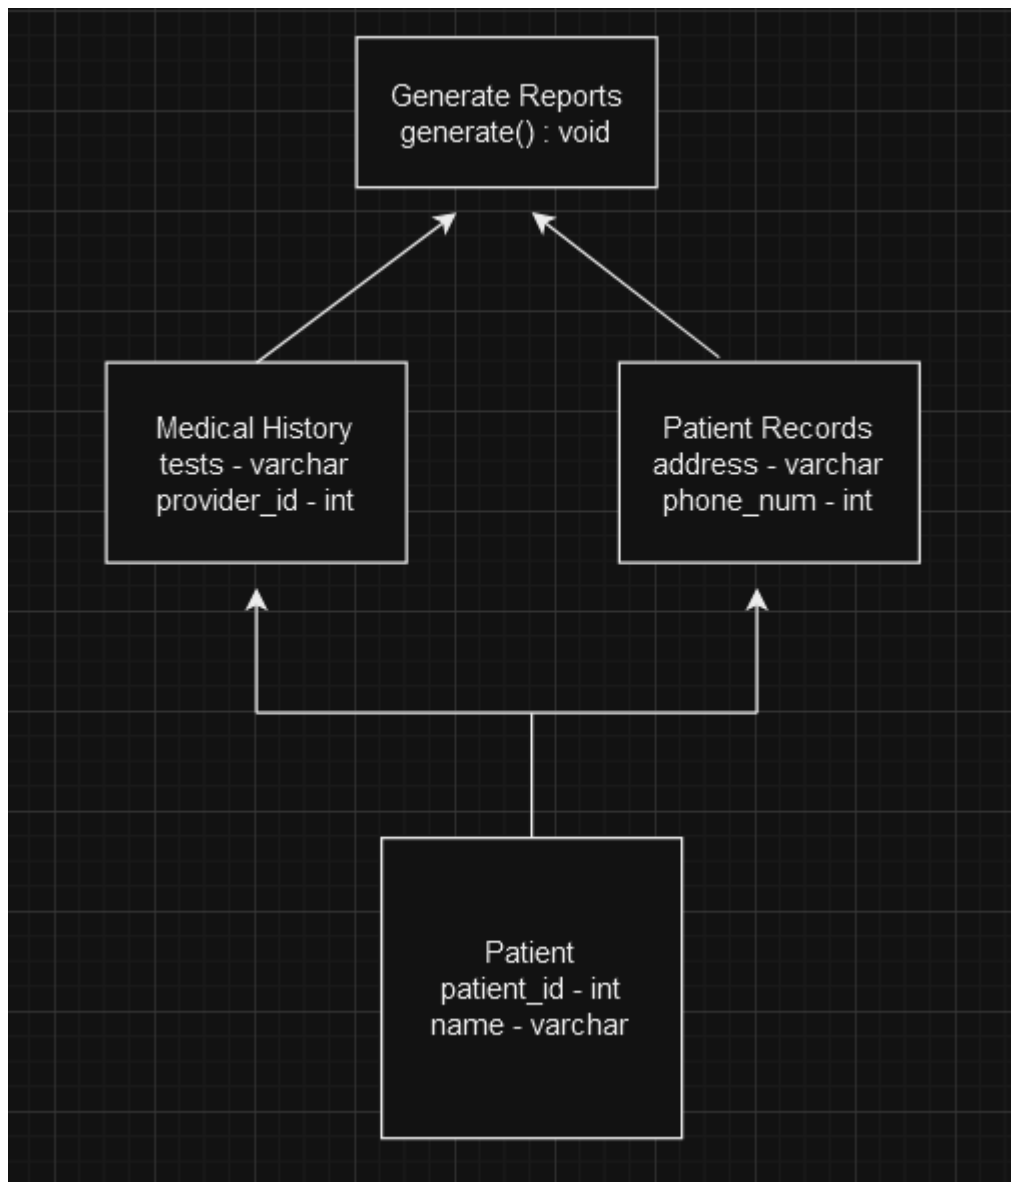 Generate Reports
generate() : void
Medical History
tests - varchar
provider_id - int
Patient Records
address - varchar
phone_num - int
Patient
patient_id - int
name - varchar